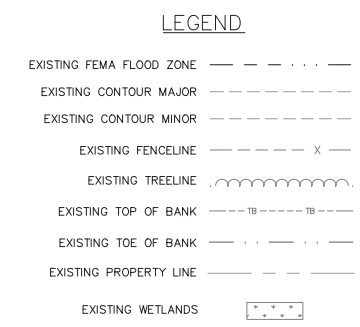 LEGEND
EXISTING FEMA FLOOD ZONE
EXISTING CONTOUR MAJOR
EXISTING CONTOUR MINOR
EXISTING FENCELINE X
EXISTING TREELINE
EXISTING TOP OF BANK TB TB
EXISTING TOE OF BANK
EXISTING PROPERTY LINE
EXISTING WETLANDS